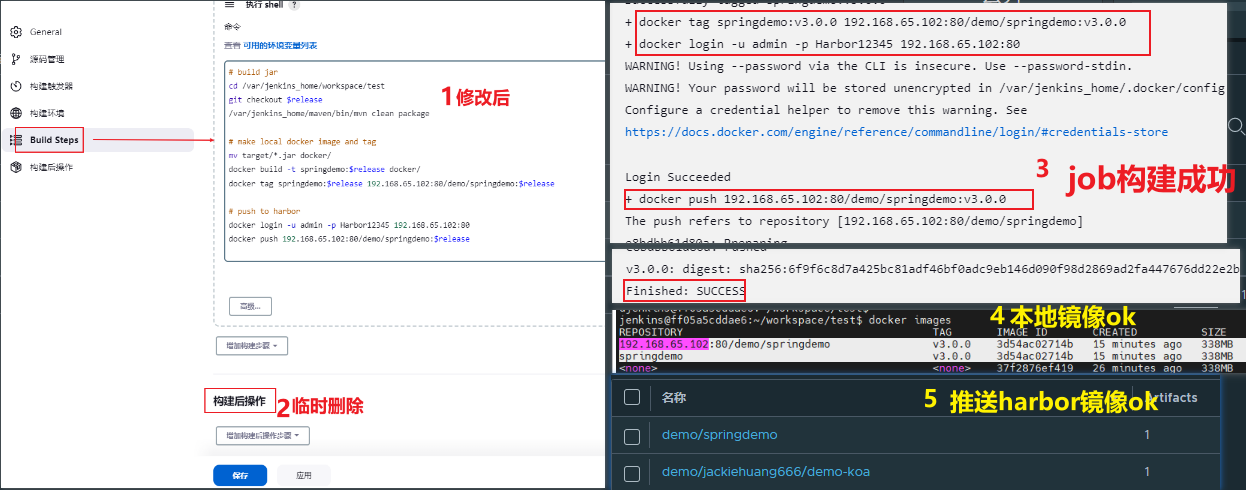 执行 shell ?
General
源码管理
构建触发器
构建环境
Build Steps
构建后操作
命令
查看 可用的环境变量列表
# build jar
cd /var/jenkins_home/workspace/test
git checkout $release
/var/jenkins_home/maven/bin/mvn clean package
# make local docker image and tag
mv target/*.jar docker/
docker build -t springdemo:$release docker/
docker tag springdemo:$release 192.168.65.102:80/demo/springdemo:$release
# push to harbor
docker login -u admin -p Harbor12345 192.168.65.102:80
docker push 192.168.65.102:80/demo/springdemo:$release
1修改后
高级...
增加构建步骤
构建后操作
2临时删除
增加构建后操作步骤
保存
应用
+ docker tag springdemo:v3.0.0 192.168.65.102:80/demo/springdemo:v3.0.0
+ docker login -u admin -p Harbor12345 192.168.65.102:80
WARNING! Using --password via the CLI is insecure. Use --password-stdin.
WARNING! Your password will be stored unencrypted in /var/jenkins_home/.docker/config
Configure a credential helper to remove this warning. See
https://docs.docker.com/engine/reference/commandline/login/#credentials-store
Login Succeeded
3 job构建成功
+ docker push 192.168.65.102:80/demo/springdemo:v3.0.0
The push refers to repository [192.168.65.102:80/demo/springdemo]
e8bdbb61d80a: Preparing
v3.0.0: digest: sha256:6f9f6c8d7a425bc81adf46bf0adc9eb146d090f98d2869ad2fa447676dd22e2b
Finished: SUCCESS
4 本地镜像ok
jenkins@ff05a5cddae6:~/workspace/test$ docker images
REPOSITORY TAG IMAGE ID CREATED SIZE
192.168.65.102:80/demo/springdemo v3.0.0 3d54ac02714b 15 minutes ago 338MB
springdemo v3.0.0 3d54ac02714b 15 minutes ago 338MB
<none> <none> 37f2876ef419 26 minutes ago 338MB
5 推送harbor镜像ok
名称 Artifacts
demo/springdemo 1
demo/jackiehuang666/demo-koa 1